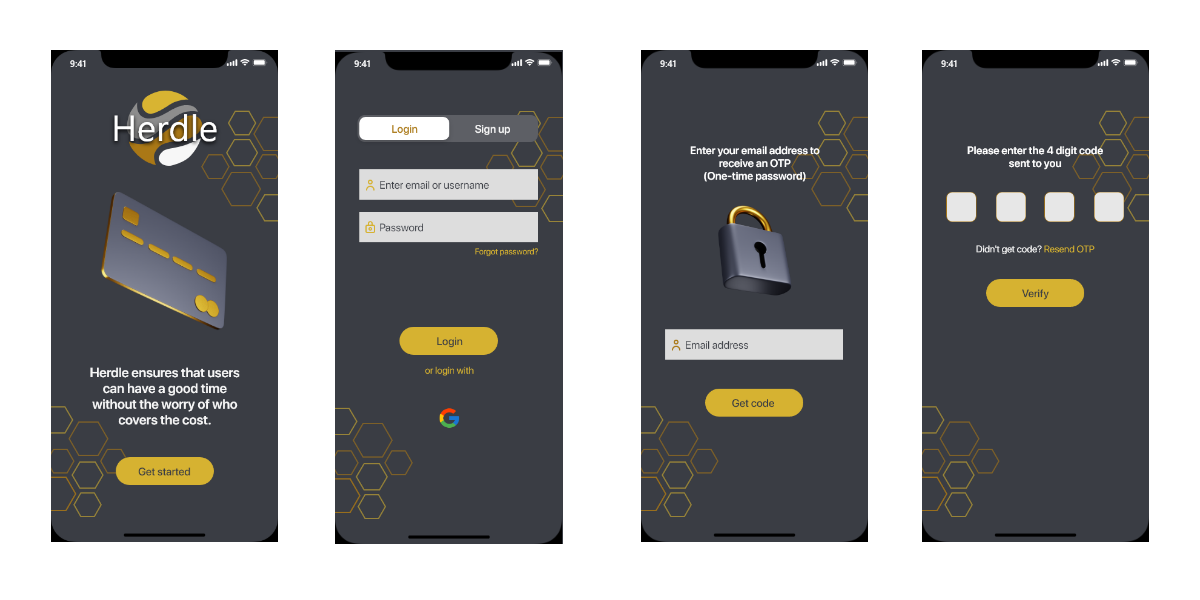 9:41
Herdle
Herdle ensures that users
can have a good time
without the worry of who
covers the cost.
Get started
9:41
Login
Sign up
Enter email or username
Password
Forgot password?
Login
or login with
9:41
Enter your email address to
receive an OTP
(One-time password)
Email address
Get code
9:41
Please enter the 4 digit code
sent to you
Didn't get code? Resend OTP
Verify